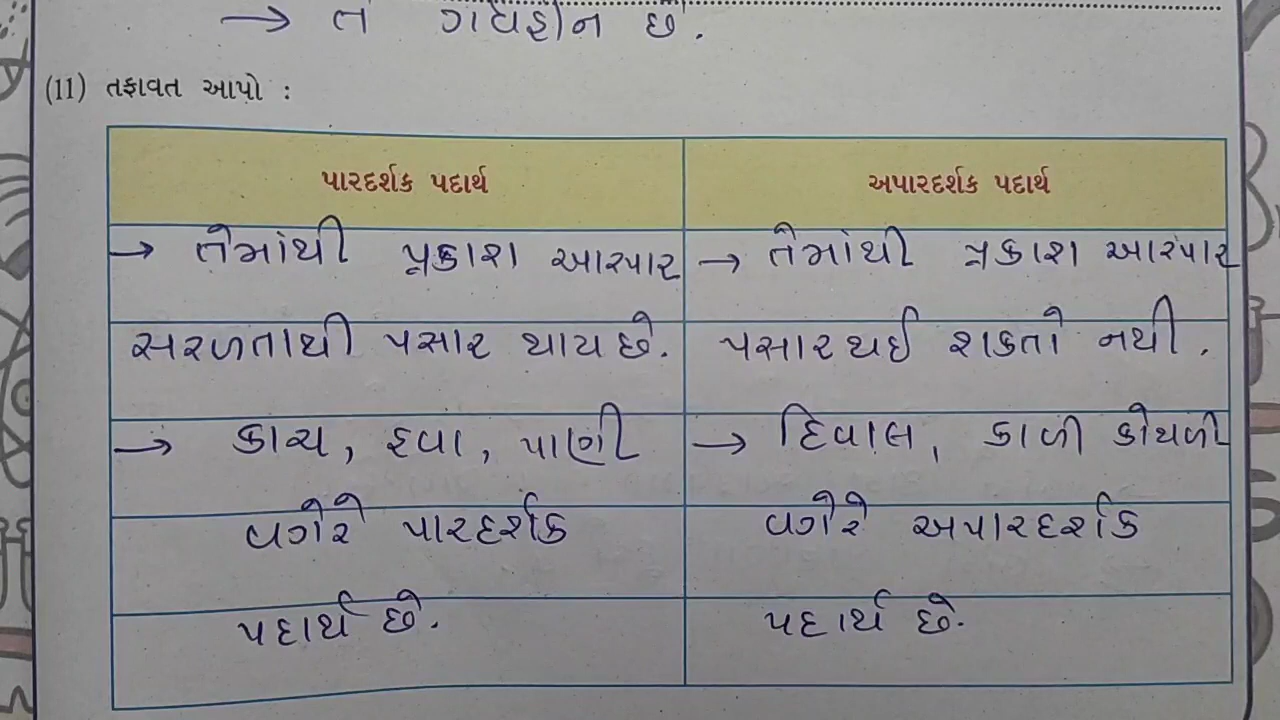 → તે ગંધહીન છે.
(11) તફાવત આપો :
પારદર્શક પદાર્થ
અપારદર્શક પદાર્થ
→ તેમાંથી પ્રકાશ આરપાર
સરળતાથી પસાર થાય છે.
→ કાચ, હવા, પાણી
વગેરે પારદર્શક
પદાર્થ છે.
→ તેમાંથી પ્રકાશ આરપાર
પસાર થઈ શકતો નથી.
→ દિવાલ, કાળી કોથળી
વગેરે અપારદર્શક
પદાર્થ છે.